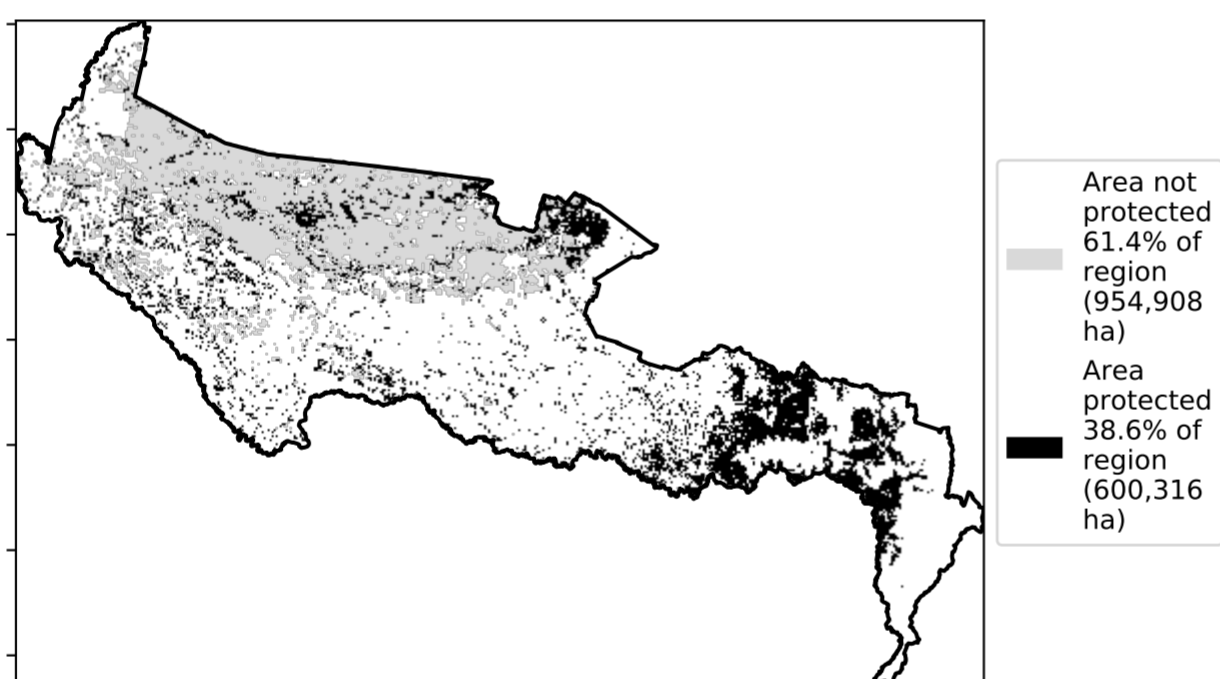 Area not
protected
61.4% of
region
(954,908
ha)
Area
protected
38.6% of
region
(600,316
ha)